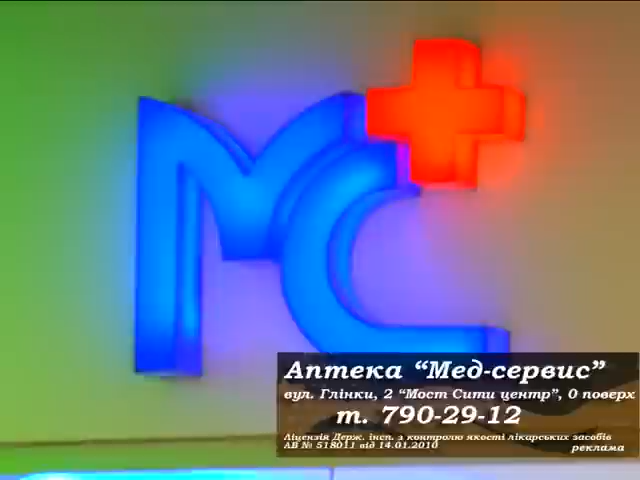 МС
Аптека “Мед-сервис”
вул. Глінки, 2 “Мост Сити центр”, 0 поверх
т. 790-29-12
Ліцензія Держ. інсп. з контролю якості лікарських засобів
АВ № 518011 від 14.01.2010
реклама